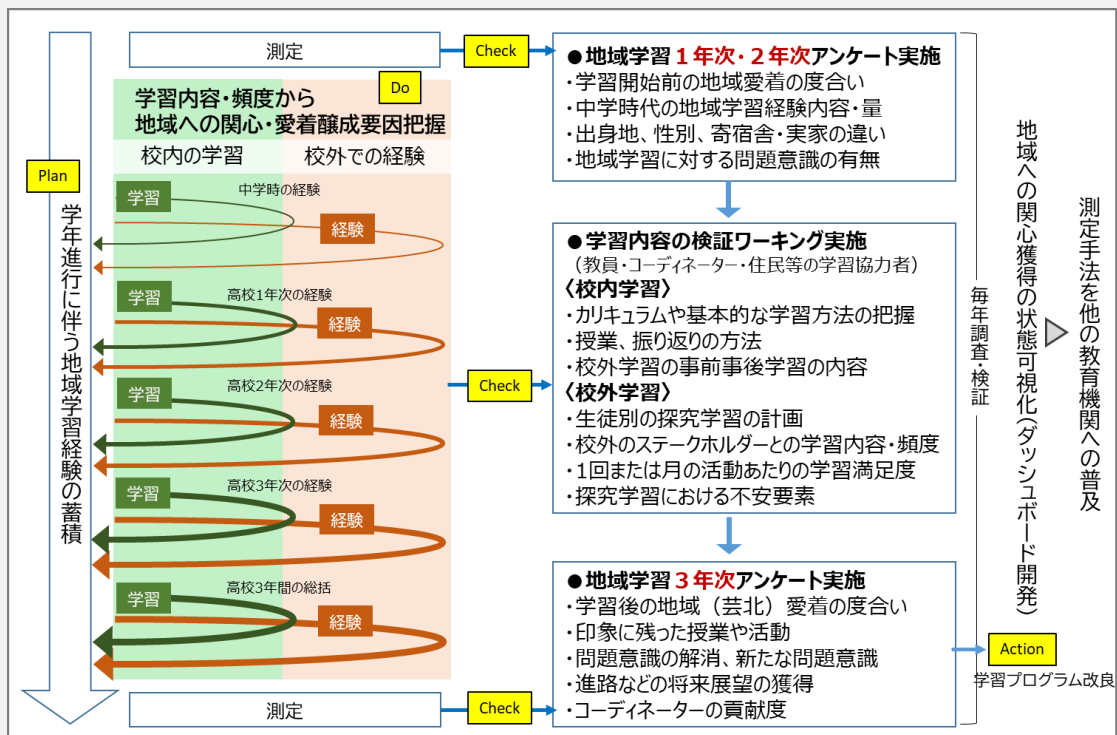 測定
Check
Do
学習内容・頻度から
地域への関心・愛着醸成要因把握
校内の学習
校外での経験
Plan
学年進行に伴う地域学習経験の蓄積
中学時の経験
学習
経験
高校1年次の経験
学習
経験
高校2年次の経験
学習
経験
Check
高校3年次の経験
学習
経験
高校3年間の総括
学習
経験
測定
Check
●地域学習１年次・２年次アンケート実施
・学習開始前の地域愛着の度合い
・中学時代の地域学習経験内容・量
・出身地、性別、寄宿舎・実家の違い
・地域学習に対する問題意識の有無
●学習内容の検証ワーキング実施
（教員・コーディネーター・住民等の学習協力者）
〈校内学習〉
・カリキュラムや基本的な学習方法の把握
・授業、振り返りの方法
・校外学習の事前事後学習の内容
〈校外学習〉
・生徒別の探究学習の計画
・校外のステークホルダーとの学習内容・頻度
・1回または月の活動あたりの学習満足度
・探究学習における不安要素
●地域学習３年次アンケート実施
・学習後の地域（芸北）愛着の度合い
・印象に残った授業や活動
・問題意識の解消、新たな問題意識
・進路などの将来展望の獲得
・コーディネーターの貢献度
毎年調査・検証
地域への関心獲得の状態可視化(ダッシュボード開発)
測定手法を他の教育機関への普及
Action
学習プログラム改良